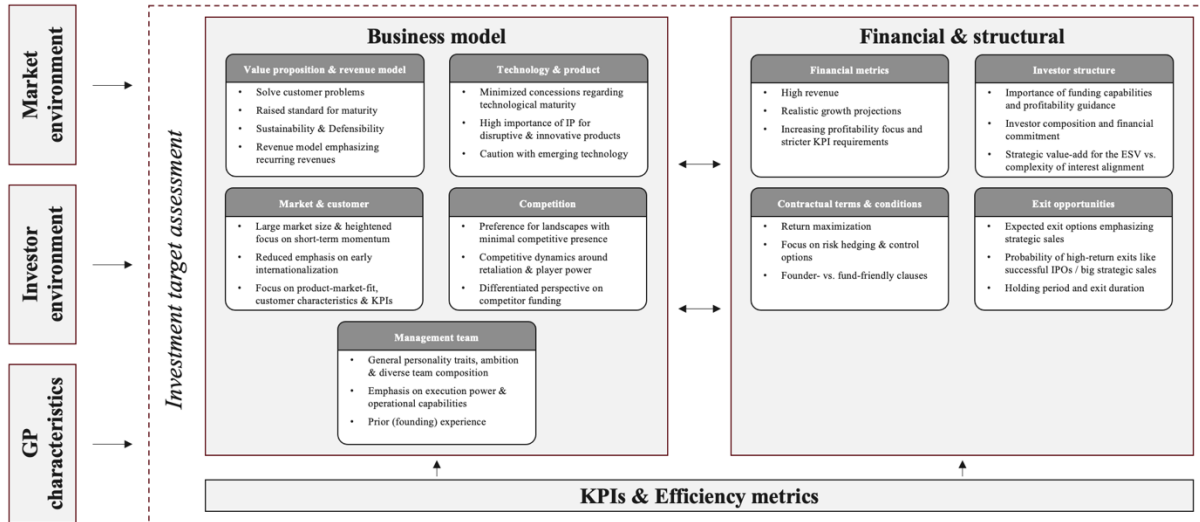 Market
environment
Investor
environment
GP
characteristics
Investment target assessment
Business model
Value proposition & revenue model
• Solve customer problems
• Raised standard for maturity
• Sustainability & Defensibility
• Revenue model emphasizing
recurring revenues
Technology & product
• Minimized concessions regarding
technological maturity
• High importance of IP for
disruptive & innovative products
• Caution with emerging technology
Market & customer
• Large market size & heightened
focus on short-term momentum
• Reduced emphasis on early
internationalization
• Focus on product-market-fit,
customer characteristics & KPIs
Competition
• Preference for landscapes with
minimal competitive presence
• Competitive dynamics around
retaliation & player power
• Differentiated perspective on
competitor funding
Management team
• General personality traits, ambition
& diverse team composition
• Emphasis on execution power &
operational capabilities
• Prior (founding) experience
Financial & structural
Financial metrics
• High revenue
• Realistic growth projections
• Increasing profitability focus and
stricter KPI requirements
Investor structure
• Importance of funding capabilities
and profitability guidance
• Investor composition and financial
commitment
• Strategic value-add for the ESV vs.
complexity of interest alignment
Contractual terms & conditions
• Return maximization
• Focus on risk hedging & control
options
• Founder- vs. fund-friendly clauses
Exit opportunities
• Expected exit options emphasizing
strategic sales
• Probability of high-return exits like
successful IPOs / big strategic sales
• Holding period and exit duration
KPIs & Efficiency metrics